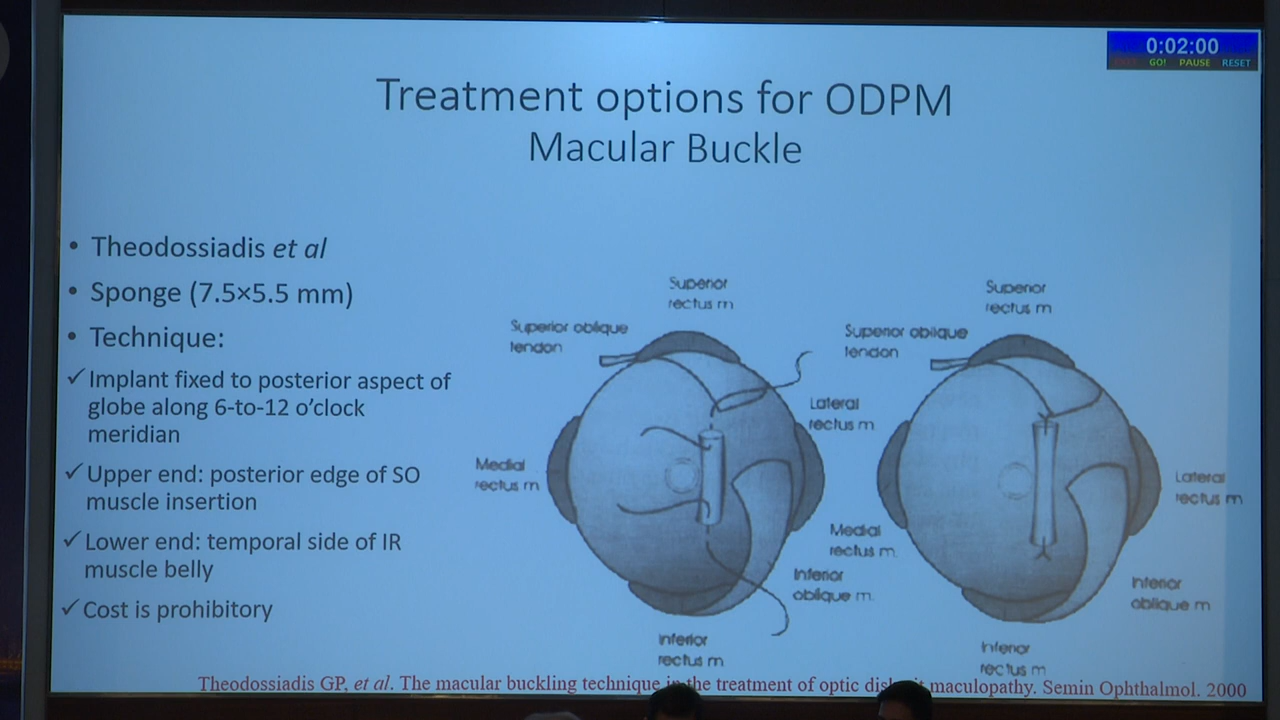 0:02:00
GO! PAUSE RESET
Treatment options for ODPM
Macular Buckle
• Theodossiadis et al
• Sponge (7.5×5.5 mm)
• Technique:
✓ Implant fixed to posterior aspect of
globe along 6-to-12 o’clock
meridian
✓ Upper end: posterior edge of SO
muscle insertion
✓ Lower end: temporal side of IR
muscle belly
✓ Cost is prohibitory
Superior
rectus m
Superior oblique
tendon
Lateral
rectus m
Medial
rectus m
Inferior
oblique m.
Inferior
rectus m
Superior
rectus m
Superior oblique
tendon
Medial
rectus m.
Lateral
rectus m
Inferior
oblique m
Inferior
rectus m
Theodossiadis GP, et al. The macular buckling technique in the treatment of optic maculopathy. Semin Ophthalmol. 2000